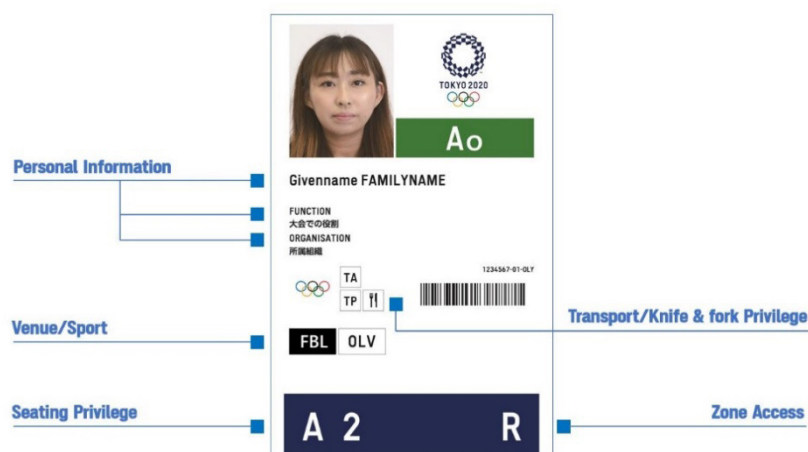 TOKYO 2020
Ao
Personal Information
Givenname FAMILYNAME
FUNCTION
大会での役割
ORGANISATION
所属組織
1234567-01-OLY
TA
TP
Transport/Knife & fork Privilege
Venue/Sport
FBL OLV
Seating Privilege
A 2 R
Zone Access